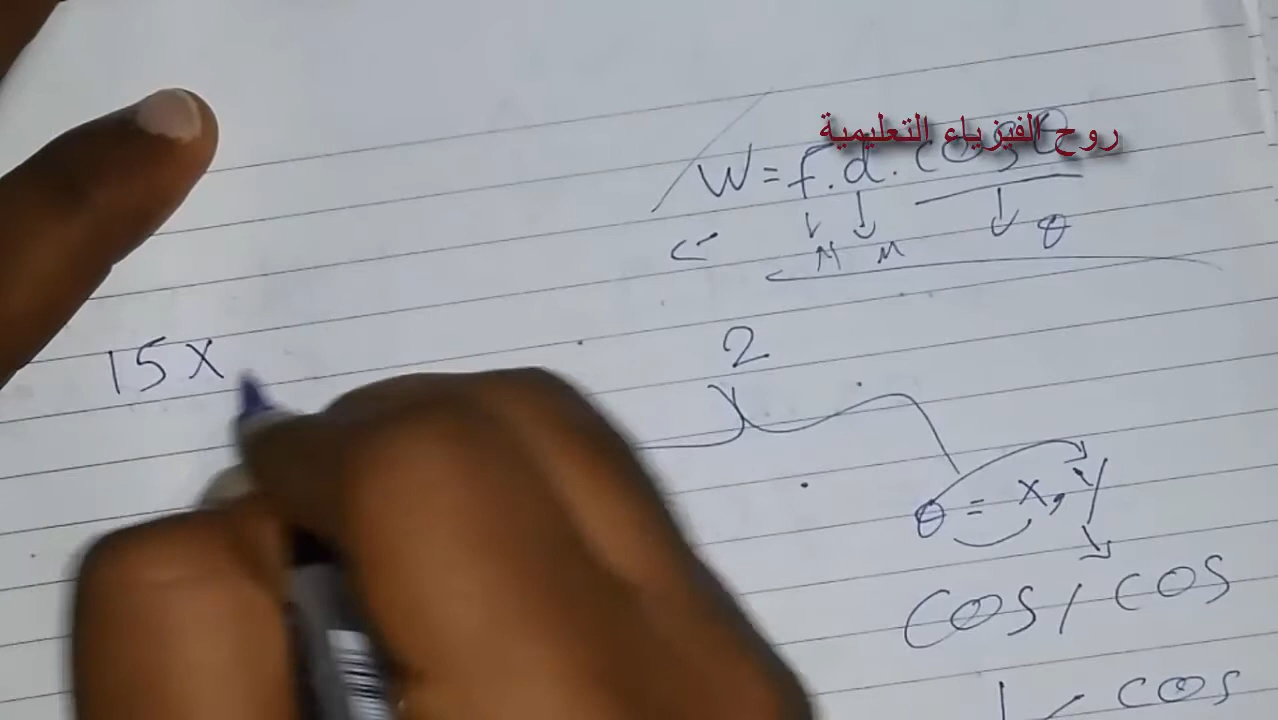 روح الفيزياء التعليمية
W = f . d . cos θ
θ
15 x
2
θ = x, y
cos / cos
cos